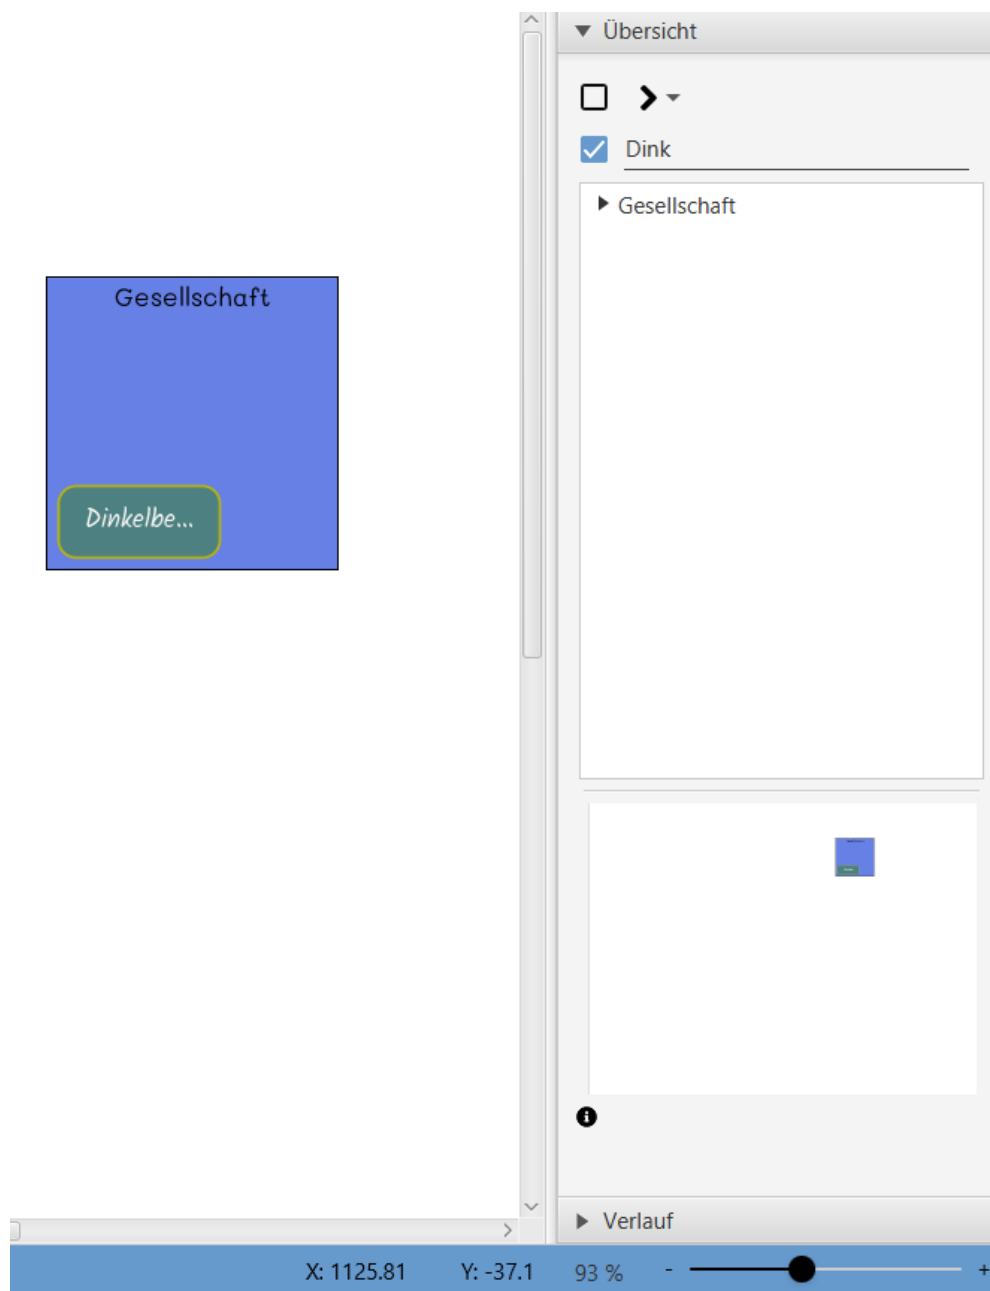 Übersicht
Dink
Gesellschaft
Gesellschaft
Dinkelbe...
Verlauf
X: 1125.81 Y: -37.1 93 % - +